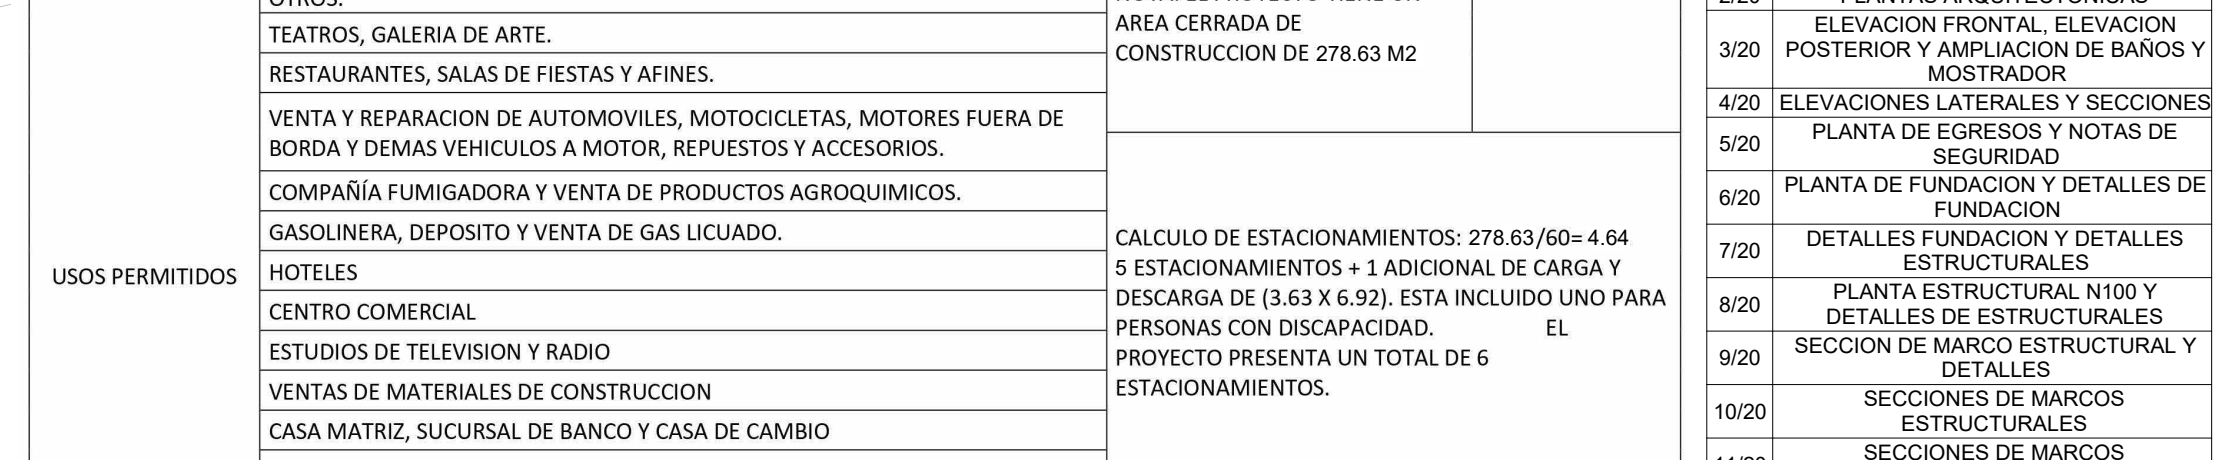 OTROS.
TEATROS, GALERIA DE ARTE.
RESTAURANTES, SALAS DE FIESTAS Y AFINES.
VENTA Y REPARACION DE AUTOMOVILES, MOTOCICLETAS, MOTORES FUERA DE
BORDA Y DEMAS VEHICULOS A MOTOR, REPUESTOS Y ACCESORIOS.
COMPAÑÍA FUMIGADORA Y VENTA DE PRODUCTOS AGROQUIMICOS.
GASOLINERA, DEPOSITO Y VENTA DE GAS LICUADO.
USOS PERMITIDOS
HOTELES
CENTRO COMERCIAL
ESTUDIOS DE TELEVISION Y RADIO
VENTAS DE MATERIALES DE CONSTRUCCION
CASA MATRIZ, SUCURSAL DE BANCO Y CASA DE CAMBIO
AREA CERRADA DE
CONSTRUCCION DE 278.63 M2
CALCULO DE ESTACIONAMIENTOS: 278.63/60= 4.64
5 ESTACIONAMIENTOS + 1 ADICIONAL DE CARGA Y
DESCARGA DE (3.63 X 6.92). ESTA INCLUIDO UNO PARA
PERSONAS CON DISCAPACIDAD. EL
PROYECTO PRESENTA UN TOTAL DE 6
ESTACIONAMIENTOS.
2/20 PLANTAS ARQUITECTONICAS
ELEVACION FRONTAL, ELEVACION
3/20 POSTERIOR Y AMPLIACION DE BAÑOS Y
MOSTRADOR
4/20 ELEVACIONES LATERALES Y SECCIONES
5/20 PLANTA DE EGRESOS Y NOTAS DE
SEGURIDAD
6/20 PLANTA DE FUNDACION Y DETALLES DE
FUNDACION
7/20 DETALLES FUNDACION Y DETALLES
ESTRUCTURALES
8/20 PLANTA ESTRUCTURAL N100 Y
DETALLES DE ESTRUCTURALES
9/20 SECCION DE MARCO ESTRUCTURAL Y
DETALLES
10/20 SECCIONES DE MARCOS
ESTRUCTURALES
SECCIONES DE MARCOS